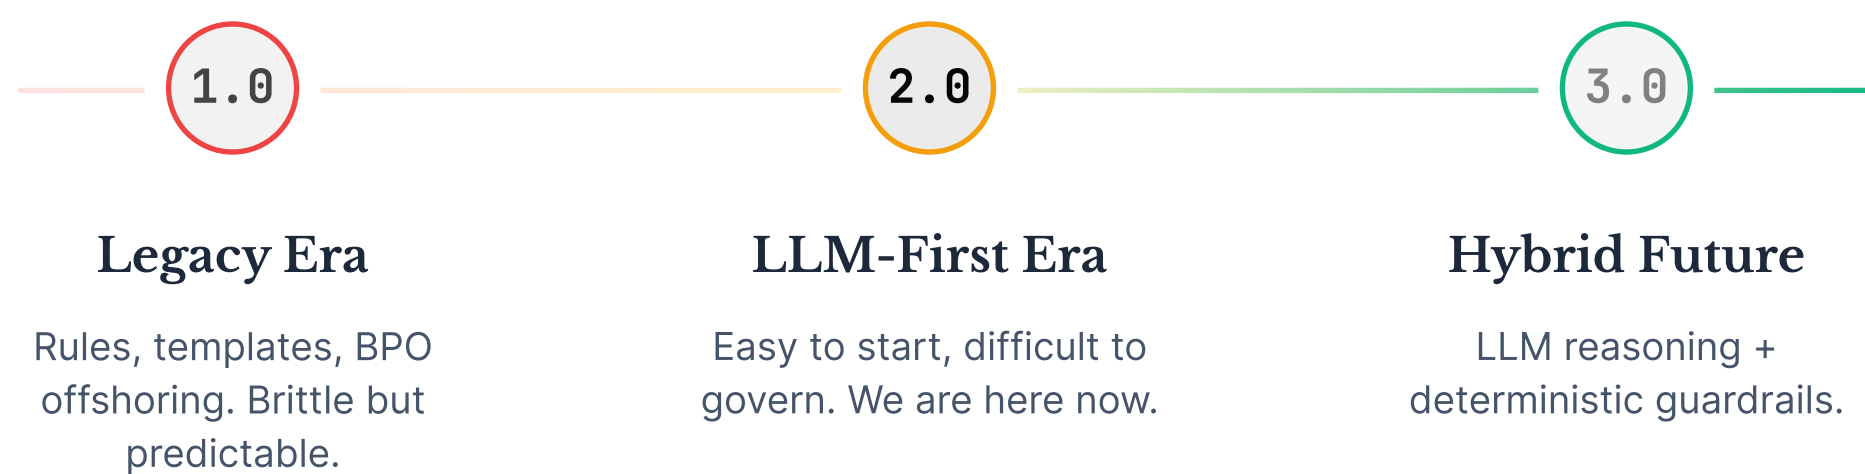 1.0
2.0
3.0
Legacy Era
LLM-First Era
Hybrid Future
Rules, templates, BPO
offshoring. Brittle but
predictable.
Easy to start, difficult to
govern. We are here now.
LLM reasoning +
deterministic guardrails.